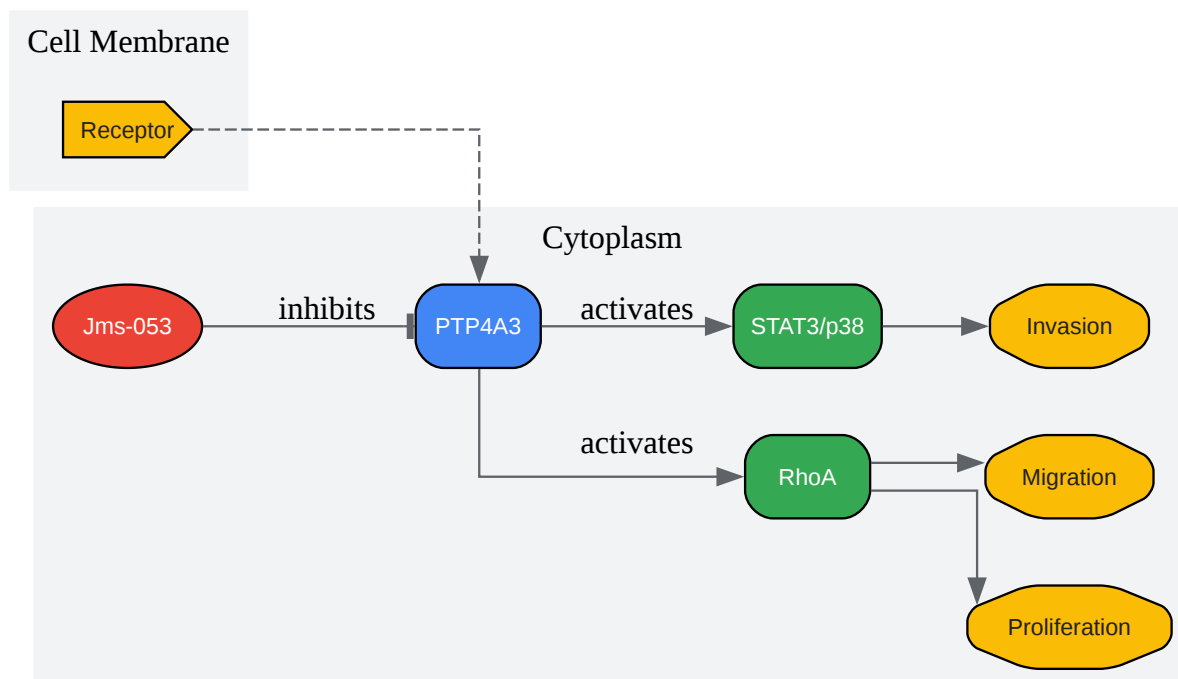 Cell Membrane
Receptor
Cytoplasm
Jms-053
inhibits
PTP4A3
activates
STAT3/p38
Invasion
activates
RhoA
Migration
Proliferation